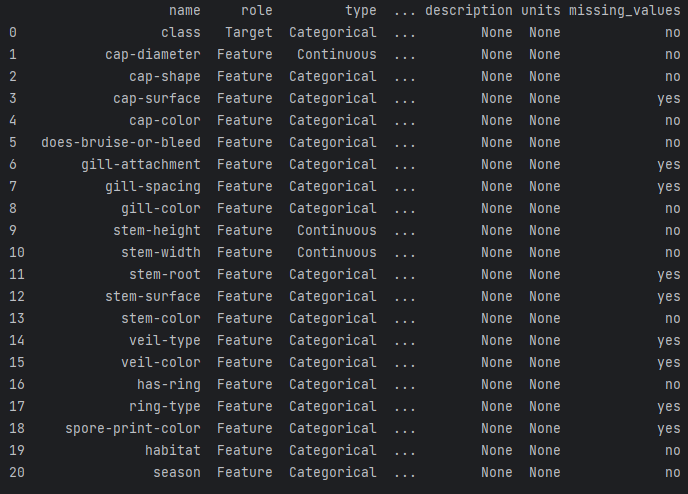 name role type ... description units missing_values
0 class Target Categorical ... None None no
1 cap-diameter Feature Continuous ... None None no
2 cap-shape Feature Categorical ... None None no
3 cap-surface Feature Categorical ... None None yes
4 cap-color Feature Categorical ... None None no
5 does-bruise-or-bleed Feature Categorical ... None None no
6 gill-attachment Feature Categorical ... None None yes
7 gill-spacing Feature Categorical ... None None yes
8 gill-color Feature Categorical ... None None no
9 stem-height Feature Continuous ... None None no
10 stem-width Feature Continuous ... None None no
11 stem-root Feature Categorical ... None None yes
12 stem-surface Feature Categorical ... None None yes
13 stem-color Feature Categorical ... None None no
14 veil-type Feature Categorical ... None None yes
15 veil-color Feature Categorical ... None None yes
16 has-ring Feature Categorical ... None None no
17 ring-type Feature Categorical ... None None yes
18 spore-print-color Feature Categorical ... None None yes
19 habitat Feature Categorical ... None None no
20 season Feature Categorical ... None None no